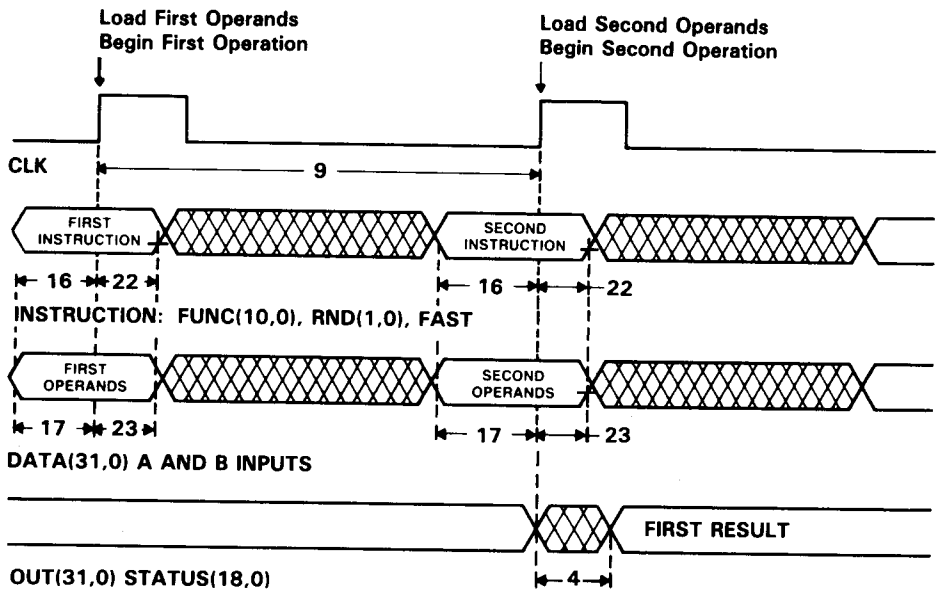 Load First Operands
Begin First Operation
Load Second Operands
Begin Second Operation
CLK
9
FIRST
INSTRUCTION
SECOND
INSTRUCTION
16 22 16 22
INSTRUCTION: FUNC(10,0), RND(1,0), FAST
FIRST
OPERANDS
SECOND
OPERANDS
17 23 17 23
DATA(31,0) A AND B INPUTS
FIRST RESULT
OUT(31,0) STATUS(18,0)
4